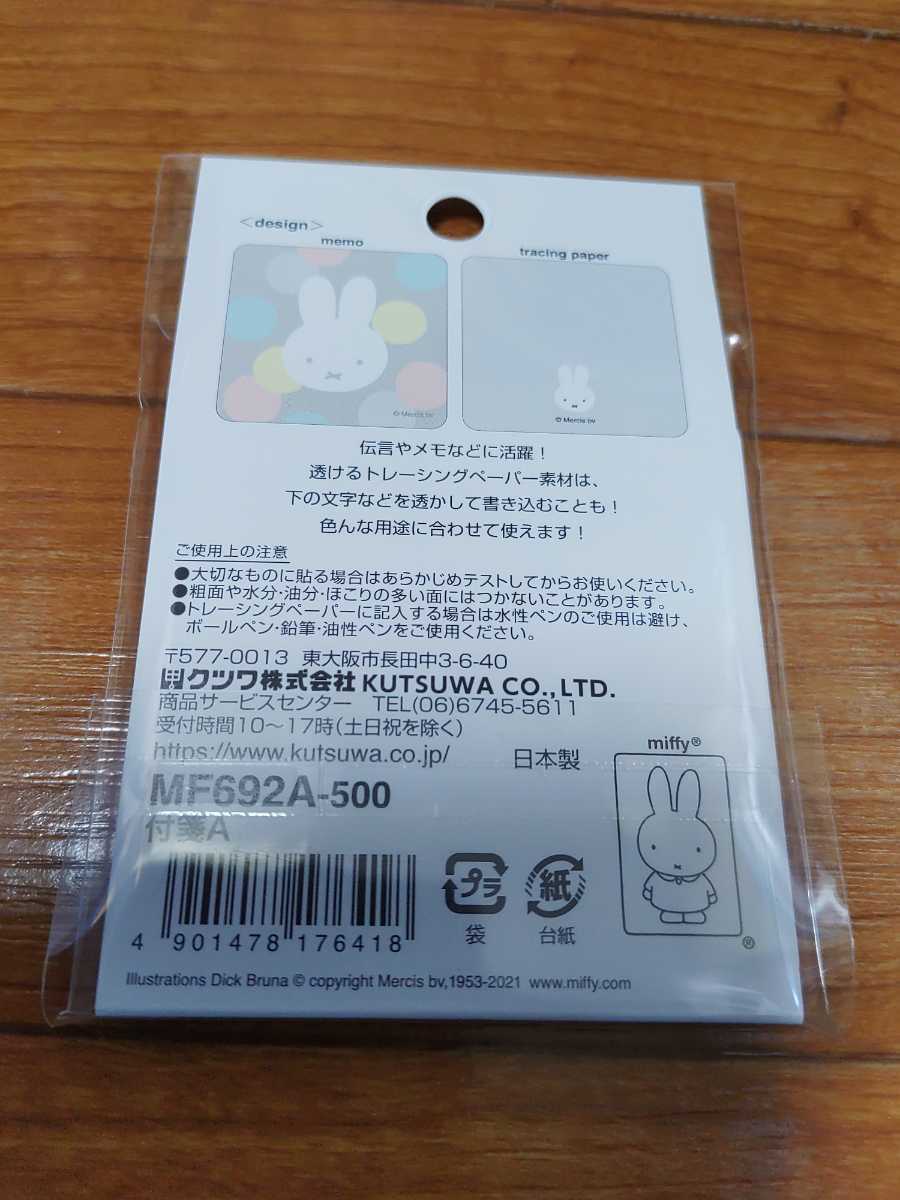 ＜design＞
memo
tracing paper
© Mercis bv
© Mercis bv
伝言やメモなどに活躍！
透けるトレーシングペーパー素材は、
下の文字などを透かして書き込むことも！
色んな用途に合わせて使えます！
ご使用上の注意
●大切なものに貼る場合はあらかじめテストしてからお使いください。
●粗面や水分・油分・ほこりの多い面にはつかないことがあります。
●トレーシングペーパーに記入する場合は水性ペンのご使用は避け、
ボールペン・鉛筆・油性ペンをご使用ください。
〒577-0013 東大阪市長田中3-6-40
クツワ株式会社 KUTSUWA CO.,LTD.
商品サービスセンター TEL(06)6745-5611
受付時間10〜17時(土日祝を除く)
https://www.kutsuwa.co.jp/
日本製
miffy®
MF692A-500
付箋A
プラ
袋
紙
台紙
®
4 901478 176418
Illustrations Dick Bruna © copyright Mercis bv,1953-2021 www.miffy.com